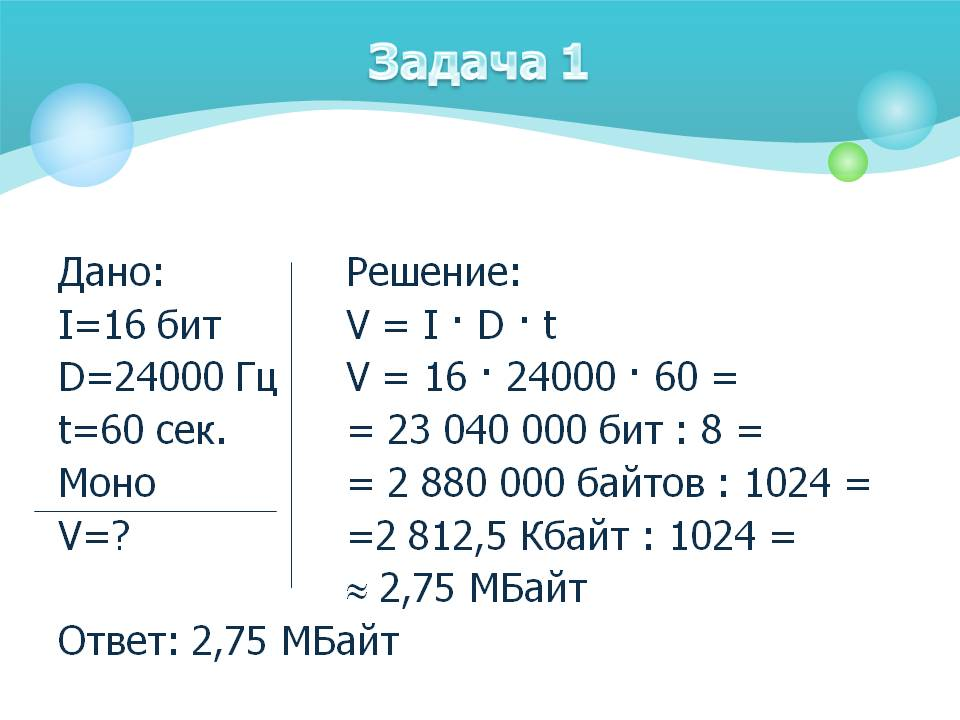 Задача 1
Дано:
I=16 бит
D=24000 Гц
t=60 сек.
Моно
V=?
Решение:
V = I · D · t
V = 16 · 24000 · 60 =
= 23 040 000 бит : 8 =
= 2 880 000 байтов : 1024 =
=2 812,5 Кбайт : 1024 =
≈ 2,75 МБайт
Ответ: 2,75 МБайт